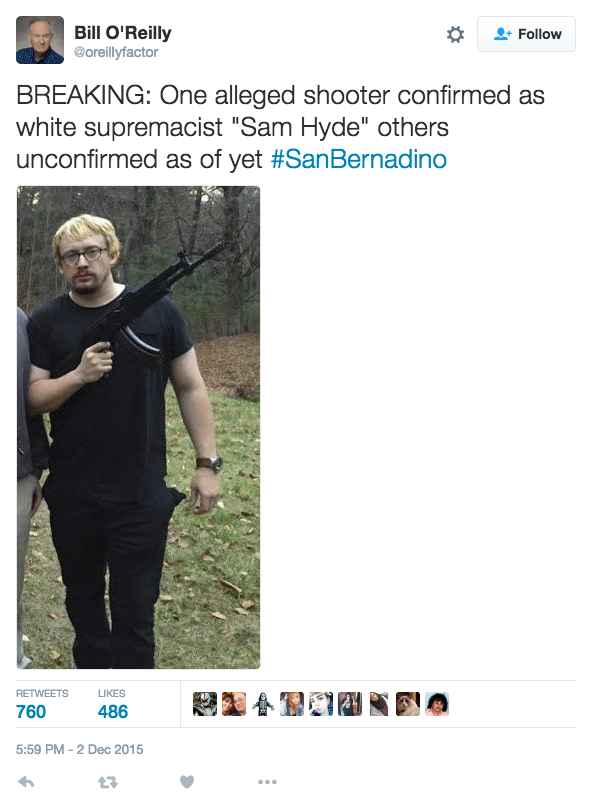 Bill O'Reilly
@oreillyfactor
Follow
BREAKING: One alleged shooter confirmed as
white supremacist "Sam Hyde" others
unconfirmed as of yet #SanBernadino
RETWEETS
LIKES
760
486
5:59 PM - 2 Dec 2015